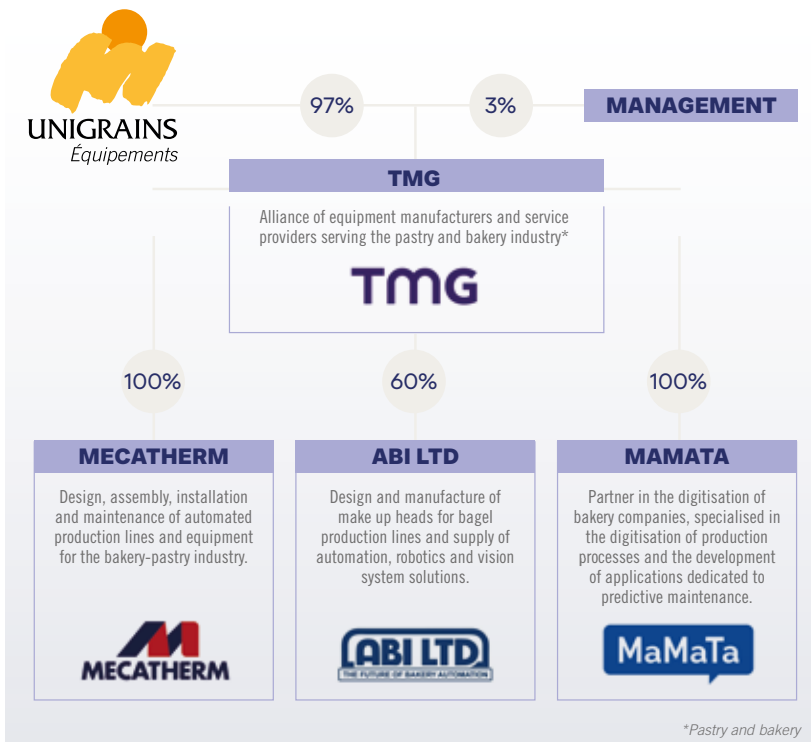 UNIGRAINS
Équipements
97%
3%
MANAGEMENT
TMG
Alliance of equipment manufacturers and service
providers serving the pastry and bakery industry*
TMG
100%
60%
100%
MECATHERM
Design, assembly, installation
and maintenance of automated
production lines and equipment
for the bakery-pastry industry.
MECATHERM
ABI LTD
Design and manufacture of
make up heads for bagel
production lines and supply of
automation, robotics and vision
system solutions.
ABI LTD
THE FUTURE OF BAKERY AUTOMATION
MAMATA
Partner in the digitisation of
bakery companies, specialised in
the digitisation of production
processes and the development
of applications dedicated to
predictive maintenance.
MaMaTa
*Pastry and bakery